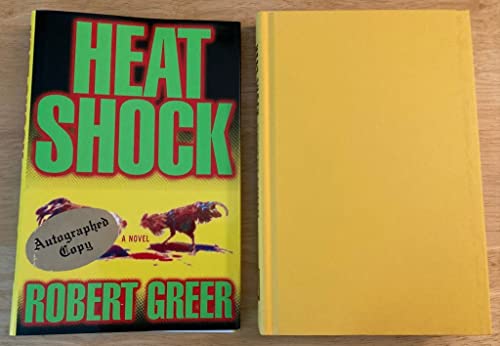 HEAT
SHOCK
Autographed
Copy
A NOVEL
ROBERT GREER